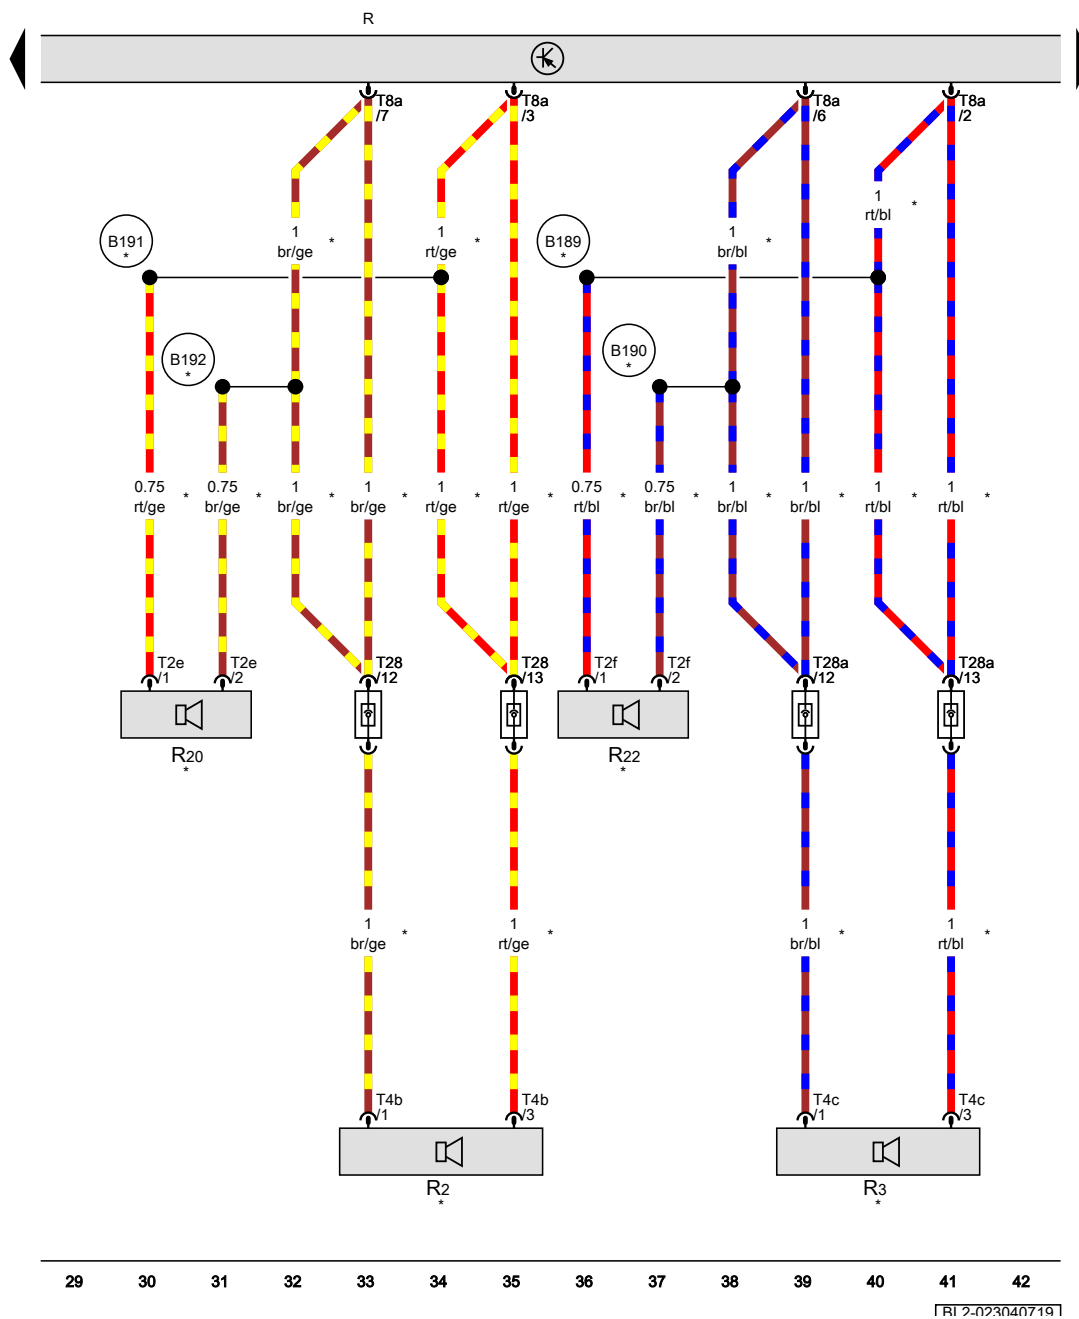 R
T8a
/7
T8a
/3
T8a
/6
T8a
/2
1
rt/bl
*
B191
*
1
br/ge
*
1
rt/ge
*
B189
*
1
br/bl
*
B192
*
B190
*
0.75
rt/ge
*
0.75
br/ge
*
1
br/ge
*
1
br/ge
*
1
rt/ge
*
1
rt/ge
*
0.75
rt/bl
*
0.75
br/bl
*
1
br/bl
*
1
br/bl
*
1
rt/bl
*
1
rt/bl
*
T2e
/1
T2e
/2
T28
/12
T28
/13
T2f
/1
T2f
/2
T28a
/12
T28a
/13
R20
*
R22
*
1
br/ge
*
1
rt/ge
*
1
br/bl
*
1
rt/bl
*
T4b
/1
T4b
/3
T4c
/1
T4c
/3
R2
*
R3
*
29 30 31 32 33 34 35 36 37 38 39 40 41 42
BL2-023040719